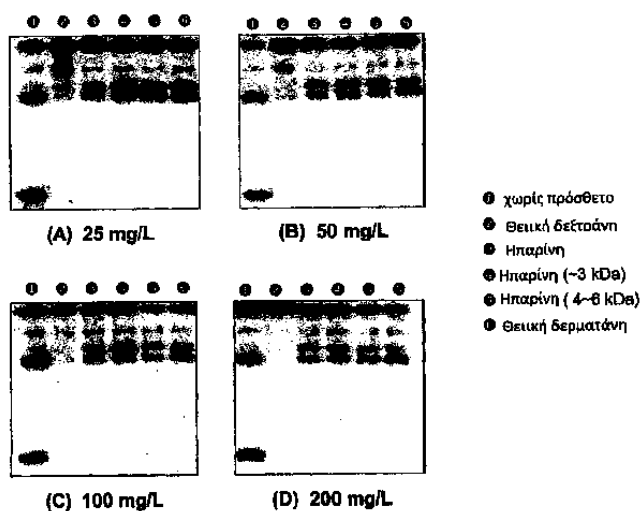 (A) 25 mg/L
(B) 50 mg/L
(C) 100 mg/L
(D) 200 mg/L
χωρίς πρόσθετο
Θειική δεξτράνη
Ηπαρίνη
Ηπαρίνη (~3 kDa)
Ηπαρίνη ( 4~6 kDa)
Θειική δερματάνη